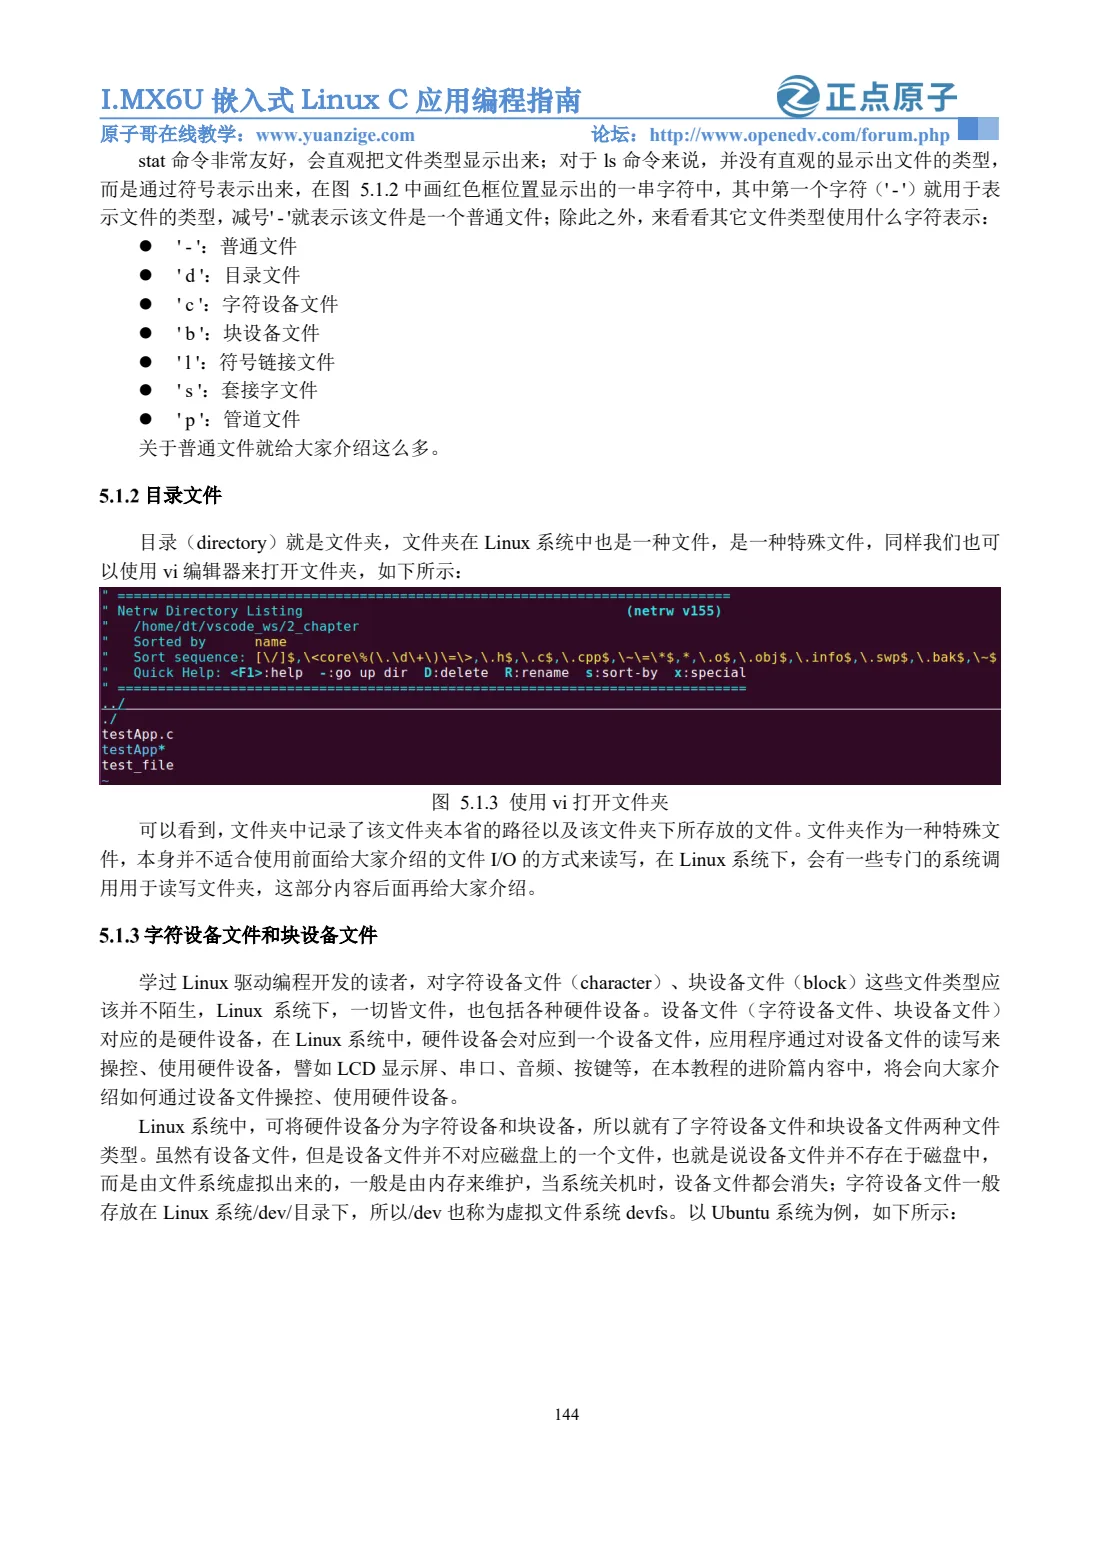 I.MX6U 嵌入式 Linux C 应用编程指南
正点原子
原子哥在线教学：www.yuanzige.com 论坛：http://www.openedv.com/forum.php
stat 命令非常友好，会直观把文件类型显示出来；对于 ls 命令来说，并没有直观的显示出文件的类型，
而是通过符号表示出来，在图 5.1.2 中画红色框位置显示出的一串字符中，其中第一个字符（' - '）就用于表
示文件的类型，减号' - '就表示该文件是一个普通文件；除此之外，来看看其它文件类型使用什么字符表示：
● ' - '：普通文件
● ' d '：目录文件
● ' c '：字符设备文件
● ' b '：块设备文件
● ' l '：符号链接文件
● ' s '：套接字文件
● ' p '：管道文件
关于普通文件就给大家介绍这么多。
5.1.2 目录文件
目录（directory）就是文件夹，文件夹在 Linux 系统中也是一种文件，是一种特殊文件，同样我们也可
以使用 vi 编辑器来打开文件夹，如下所示：
" ============================================================================
" Netrw Directory Listing (netrw v155)
" /home/dt/vscode_ws/2_chapter
" Sorted by name
" Sort sequence: [\/]$,\<core\%(\.\d\+\)\=\>,\.h$,\.c$,\.cpp$,\~\=\*$,*,\.o$,\.obj$,\.info$,\.swp$,\.bak$,\~$
" Quick Help: <F1>:help -:go up dir D:delete R:rename s:sort-by x:special
" ==============================================================================
../
./
testApp.c
testApp*
test_file
~
图 5.1.3 使用 vi 打开文件夹
可以看到，文件夹中记录了该文件夹本省的路径以及该文件夹下所存放的文件。文件夹作为一种特殊文
件，本身并不适合使用前面给大家介绍的文件 I/O 的方式来读写，在 Linux 系统下，会有一些专门的系统调
用用于读写文件夹，这部分内容后面再给大家介绍。
5.1.3 字符设备文件和块设备文件
学过 Linux 驱动编程开发的读者，对字符设备文件（character）、块设备文件（block）这些文件类型应
该并不陌生，Linux 系统下，一切皆文件，也包括各种硬件设备。设备文件（字符设备文件、块设备文件）
对应的是硬件设备，在 Linux 系统中，硬件设备会对应到一个设备文件，应用程序通过对设备文件的读写来
操控、使用硬件设备，譬如 LCD 显示屏、串口、音频、按键等，在本教程的进阶篇内容中，将会向大家介
绍如何通过设备文件操控、使用硬件设备。
Linux 系统中，可将硬件设备分为字符设备和块设备，所以就有了字符设备文件和块设备文件两种文件
类型。虽然有设备文件，但是设备文件并不对应磁盘上的一个文件，也就是说设备文件并不存在于磁盘中，
而是由文件系统虚拟出来的，一般是由内存来维护，当系统关机时，设备文件都会消失；字符设备文件一般
存放在 Linux 系统/dev/目录下，所以/dev 也称为虚拟文件系统 devfs。以 Ubuntu 系统为例，如下所示：
144